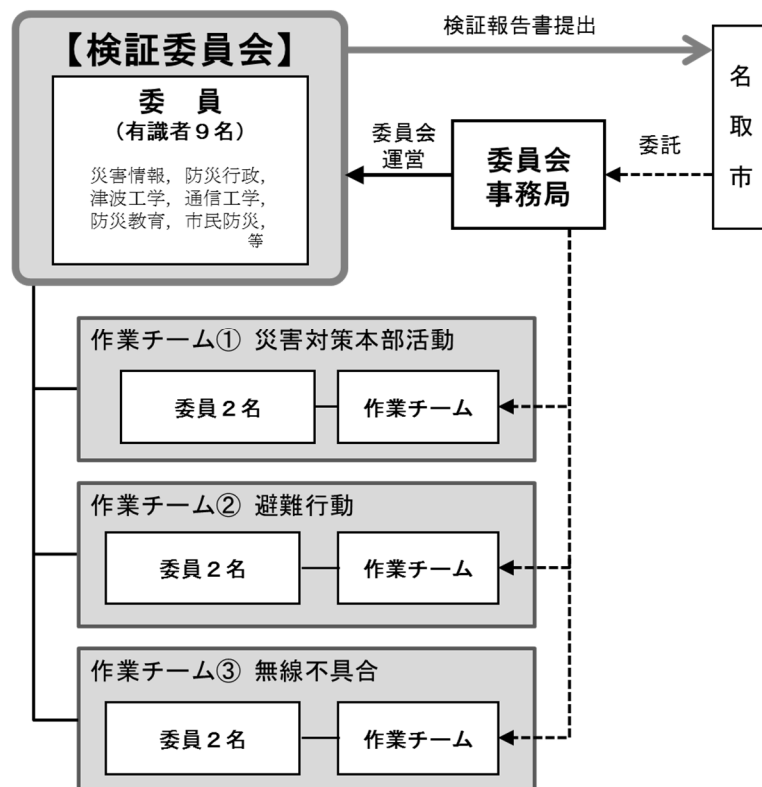 【検証委員会】
委　員
(有識者９名)
災害情報，防災行政，
津波工学，通信工学，
防災教育，市民防災，
等
検証報告書提出
名
取
市
委員会
運営
委員会
事務局
委託
作業チーム① 災害対策本部活動
委員２名
作業チーム
作業チーム② 避難行動
委員２名
作業チーム
作業チーム③ 無線不具合
委員２名
作業チーム